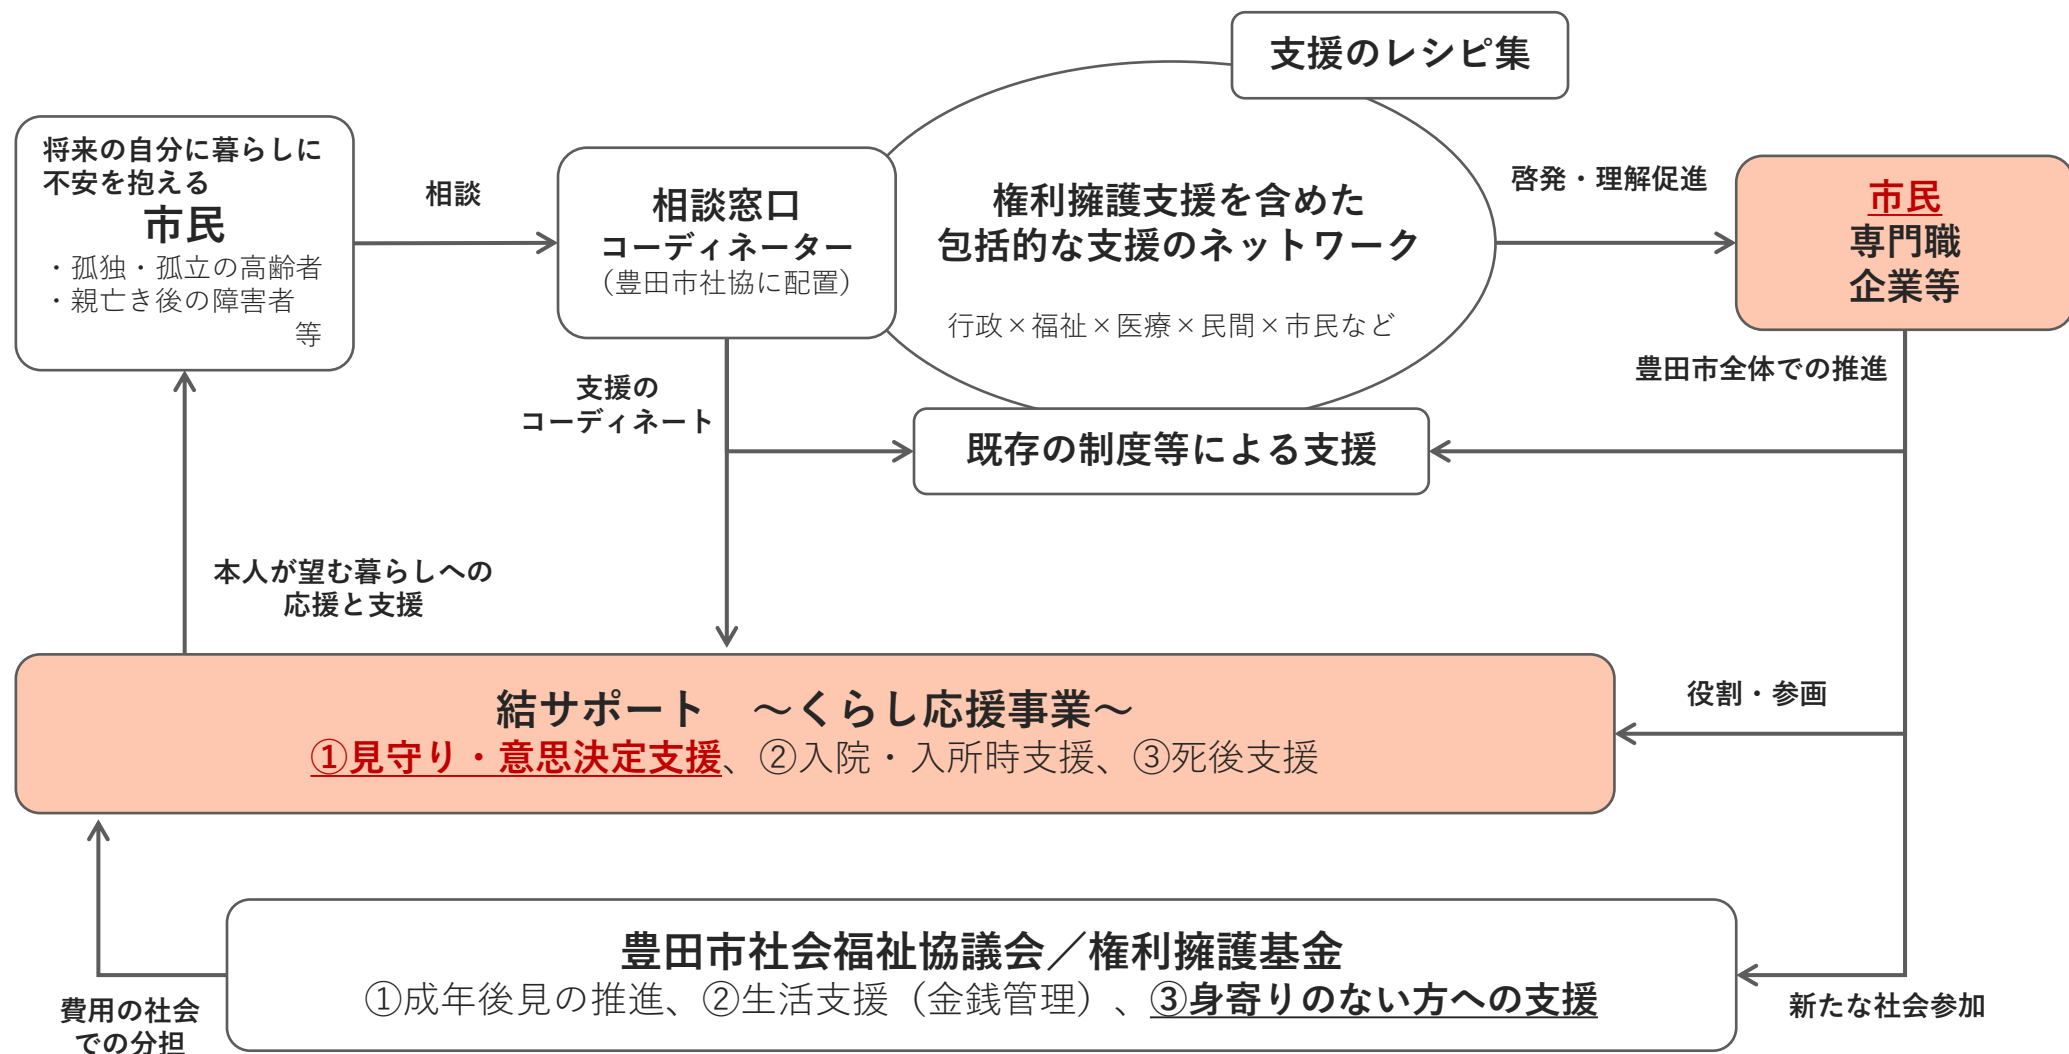 支援のレシピ集
将来の自分に暮らしに
不安を抱える
市民
・孤独・孤立の高齢者
・親亡き後の障害者
等
相談
相談窓口
コーディネーター
（豊田市社協に配置）
権利擁護支援を含めた
包括的な支援のネットワーク
行政×福祉×医療×民間×市民など
啓発・理解促進
市民
専門職
企業等
豊田市全体での推進
支援の
コーディネート
既存の制度等による支援
本人が望む暮らしへの
応援と支援
結サポート　～くらし応援事業～
①見守り・意思決定支援、②入院・入所時支援、③死後支援
役割・参画
豊田市社会福祉協議会／権利擁護基金
①成年後見の推進、②生活支援（金銭管理）、③身寄りのない方への支援
費用の社会
での分担
新たな社会参加